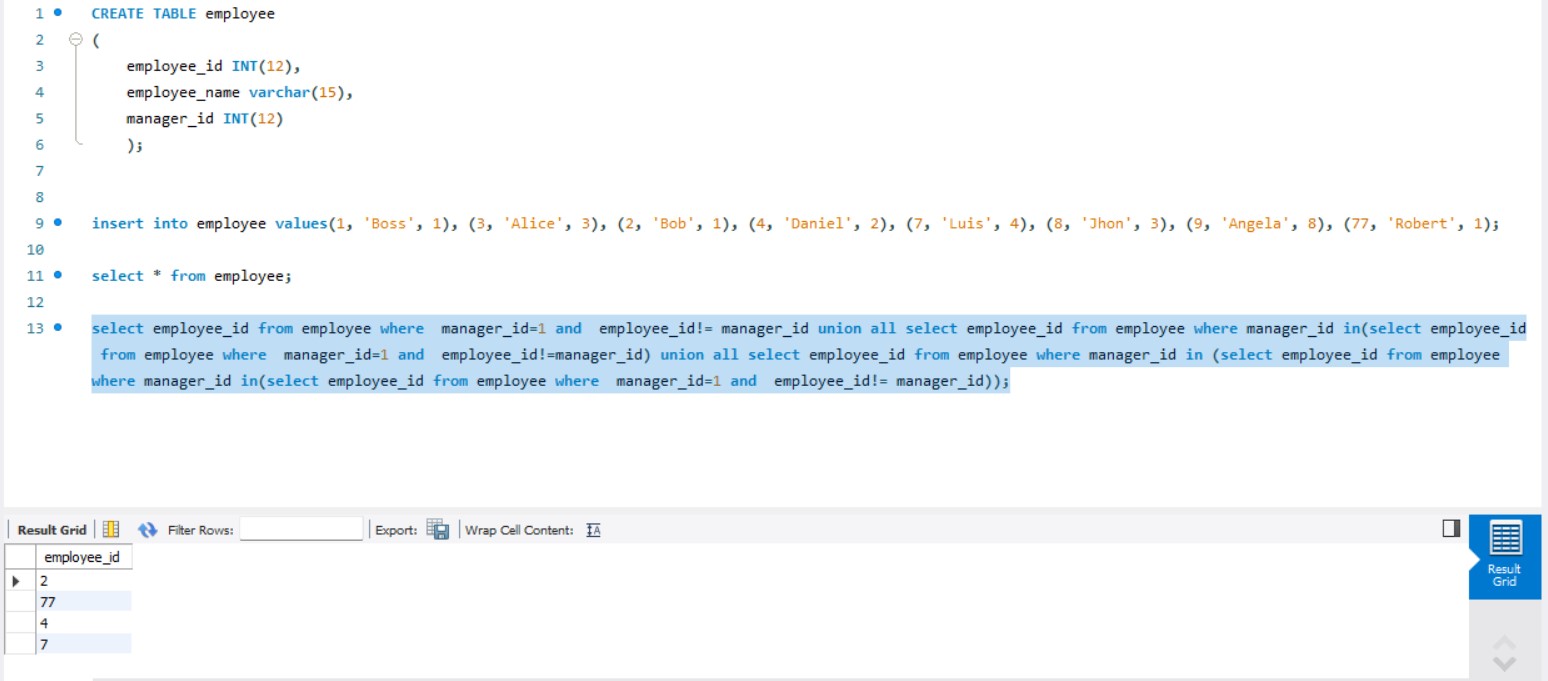 1 CREATE TABLE employee
2 (
3 employee_id INT(12),
4 employee_name varchar(15),
5 manager_id INT(12)
6 );
7
8
9 insert into employee values(1, 'Boss', 1), (3, 'Alice', 3), (2, 'Bob', 1), (4, 'Daniel', 2), (7, 'Luis', 4), (8, 'Jhon', 3), (9, 'Angela', 8), (77, 'Robert', 1);
10
11 select * from employee;
12
13 select employee_id from employee where  manager_id=1 and  employee_id!= manager_id union all select employee_id from employee where manager_id in(select employee_id
from employee where  manager_id=1 and  employee_id!=manager_id) union all select employee_id from employee where manager_id in (select employee_id from employee
where manager_id in(select employee_id from employee where  manager_id=1 and  employee_id!= manager_id));
Result Grid Filter Rows: Export: Wrap Cell Content: IA
employee_id
2
77
4
7
Result
Grid